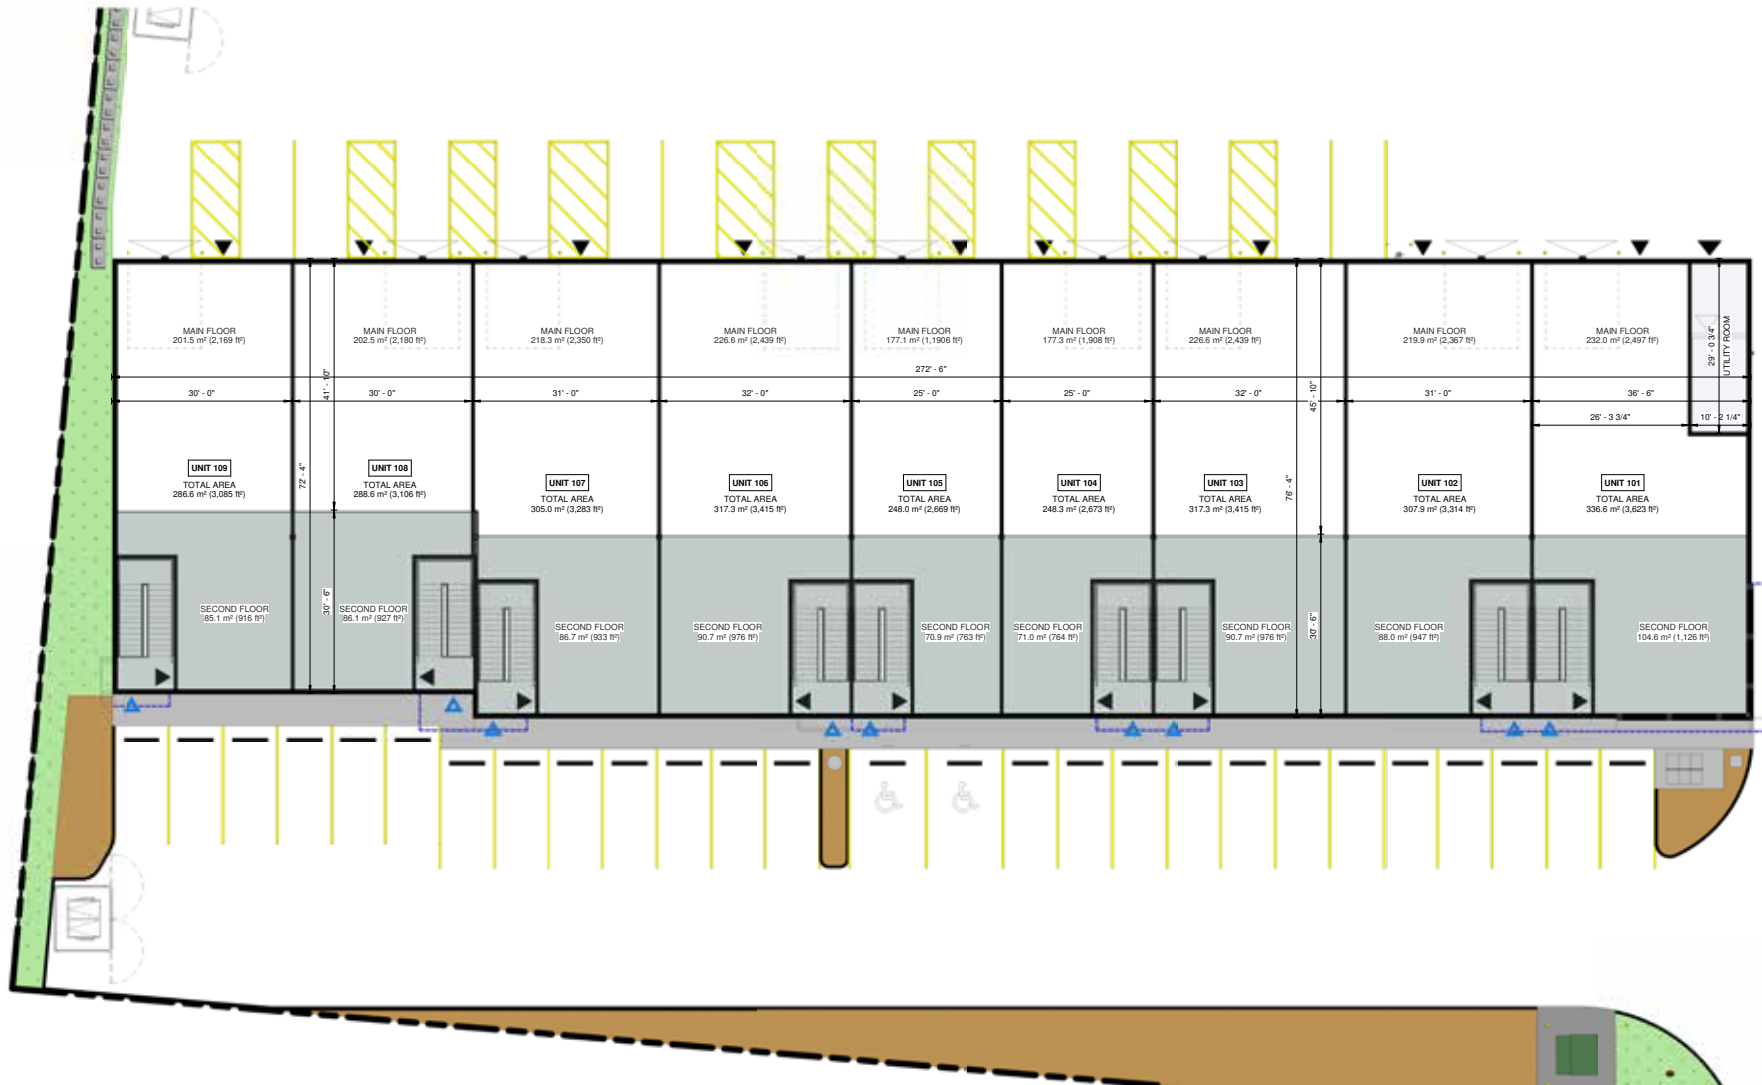 MAIN FLOOR
201.5 m² (2,169 ft²)
MAIN FLOOR
202.5 m² (2,180 ft²)
MAIN FLOOR
218.3 m² (2,350 ft²)
MAIN FLOOR
226.6 m² (2,439 ft²)
MAIN FLOOR
177.1 m² (1,1906 ft²)
MAIN FLOOR
177.3 m² (1,908 ft²)
MAIN FLOOR
226.6 m² (2,439 ft²)
MAIN FLOOR
219.9 m² (2,367 ft²)
MAIN FLOOR
232.0 m² (2,497 ft²)
29' - 0 3/4"
UTILITY ROOM
272' - 6"
30' - 0"
41' - 10"
30' - 0"
31' - 0"
32' - 0"
25' - 0"
25' - 0"
32' - 0"
45' - 10"
31' - 0"
36' - 6"
26' - 3 3/4"
10' - 2 1/4"
UNIT 109
TOTAL AREA
286.6 m² (3,085 ft²)
72' - 4"
UNIT 108
TOTAL AREA
288.6 m² (3,106 ft²)
UNIT 107
TOTAL AREA
305.0 m² (3,283 ft²)
UNIT 106
TOTAL AREA
317.3 m² (3,415 ft²)
UNIT 105
TOTAL AREA
248.0 m² (2,669 ft²)
UNIT 104
TOTAL AREA
248.3 m² (2,673 ft²)
UNIT 103
TOTAL AREA
317.3 m² (3,415 ft²)
76' - 4"
UNIT 102
TOTAL AREA
307.9 m² (3,314 ft²)
UNIT 101
TOTAL AREA
336.6 m² (3,623 ft²)
SECOND FLOOR
85.1 m² (916 ft²)
30' - 6"
SECOND FLOOR
86.1 m² (927 ft²)
SECOND FLOOR
86.7 m² (933 ft²)
SECOND FLOOR
90.7 m² (976 ft²)
SECOND FLOOR
70.9 m² (763 ft²)
SECOND FLOOR
71.0 m² (764 ft²)
SECOND FLOOR
90.7 m² (976 ft²)
30' - 6"
SECOND FLOOR
88.0 m² (947 ft²)
SECOND FLOOR
104.6 m² (1,126 ft²)